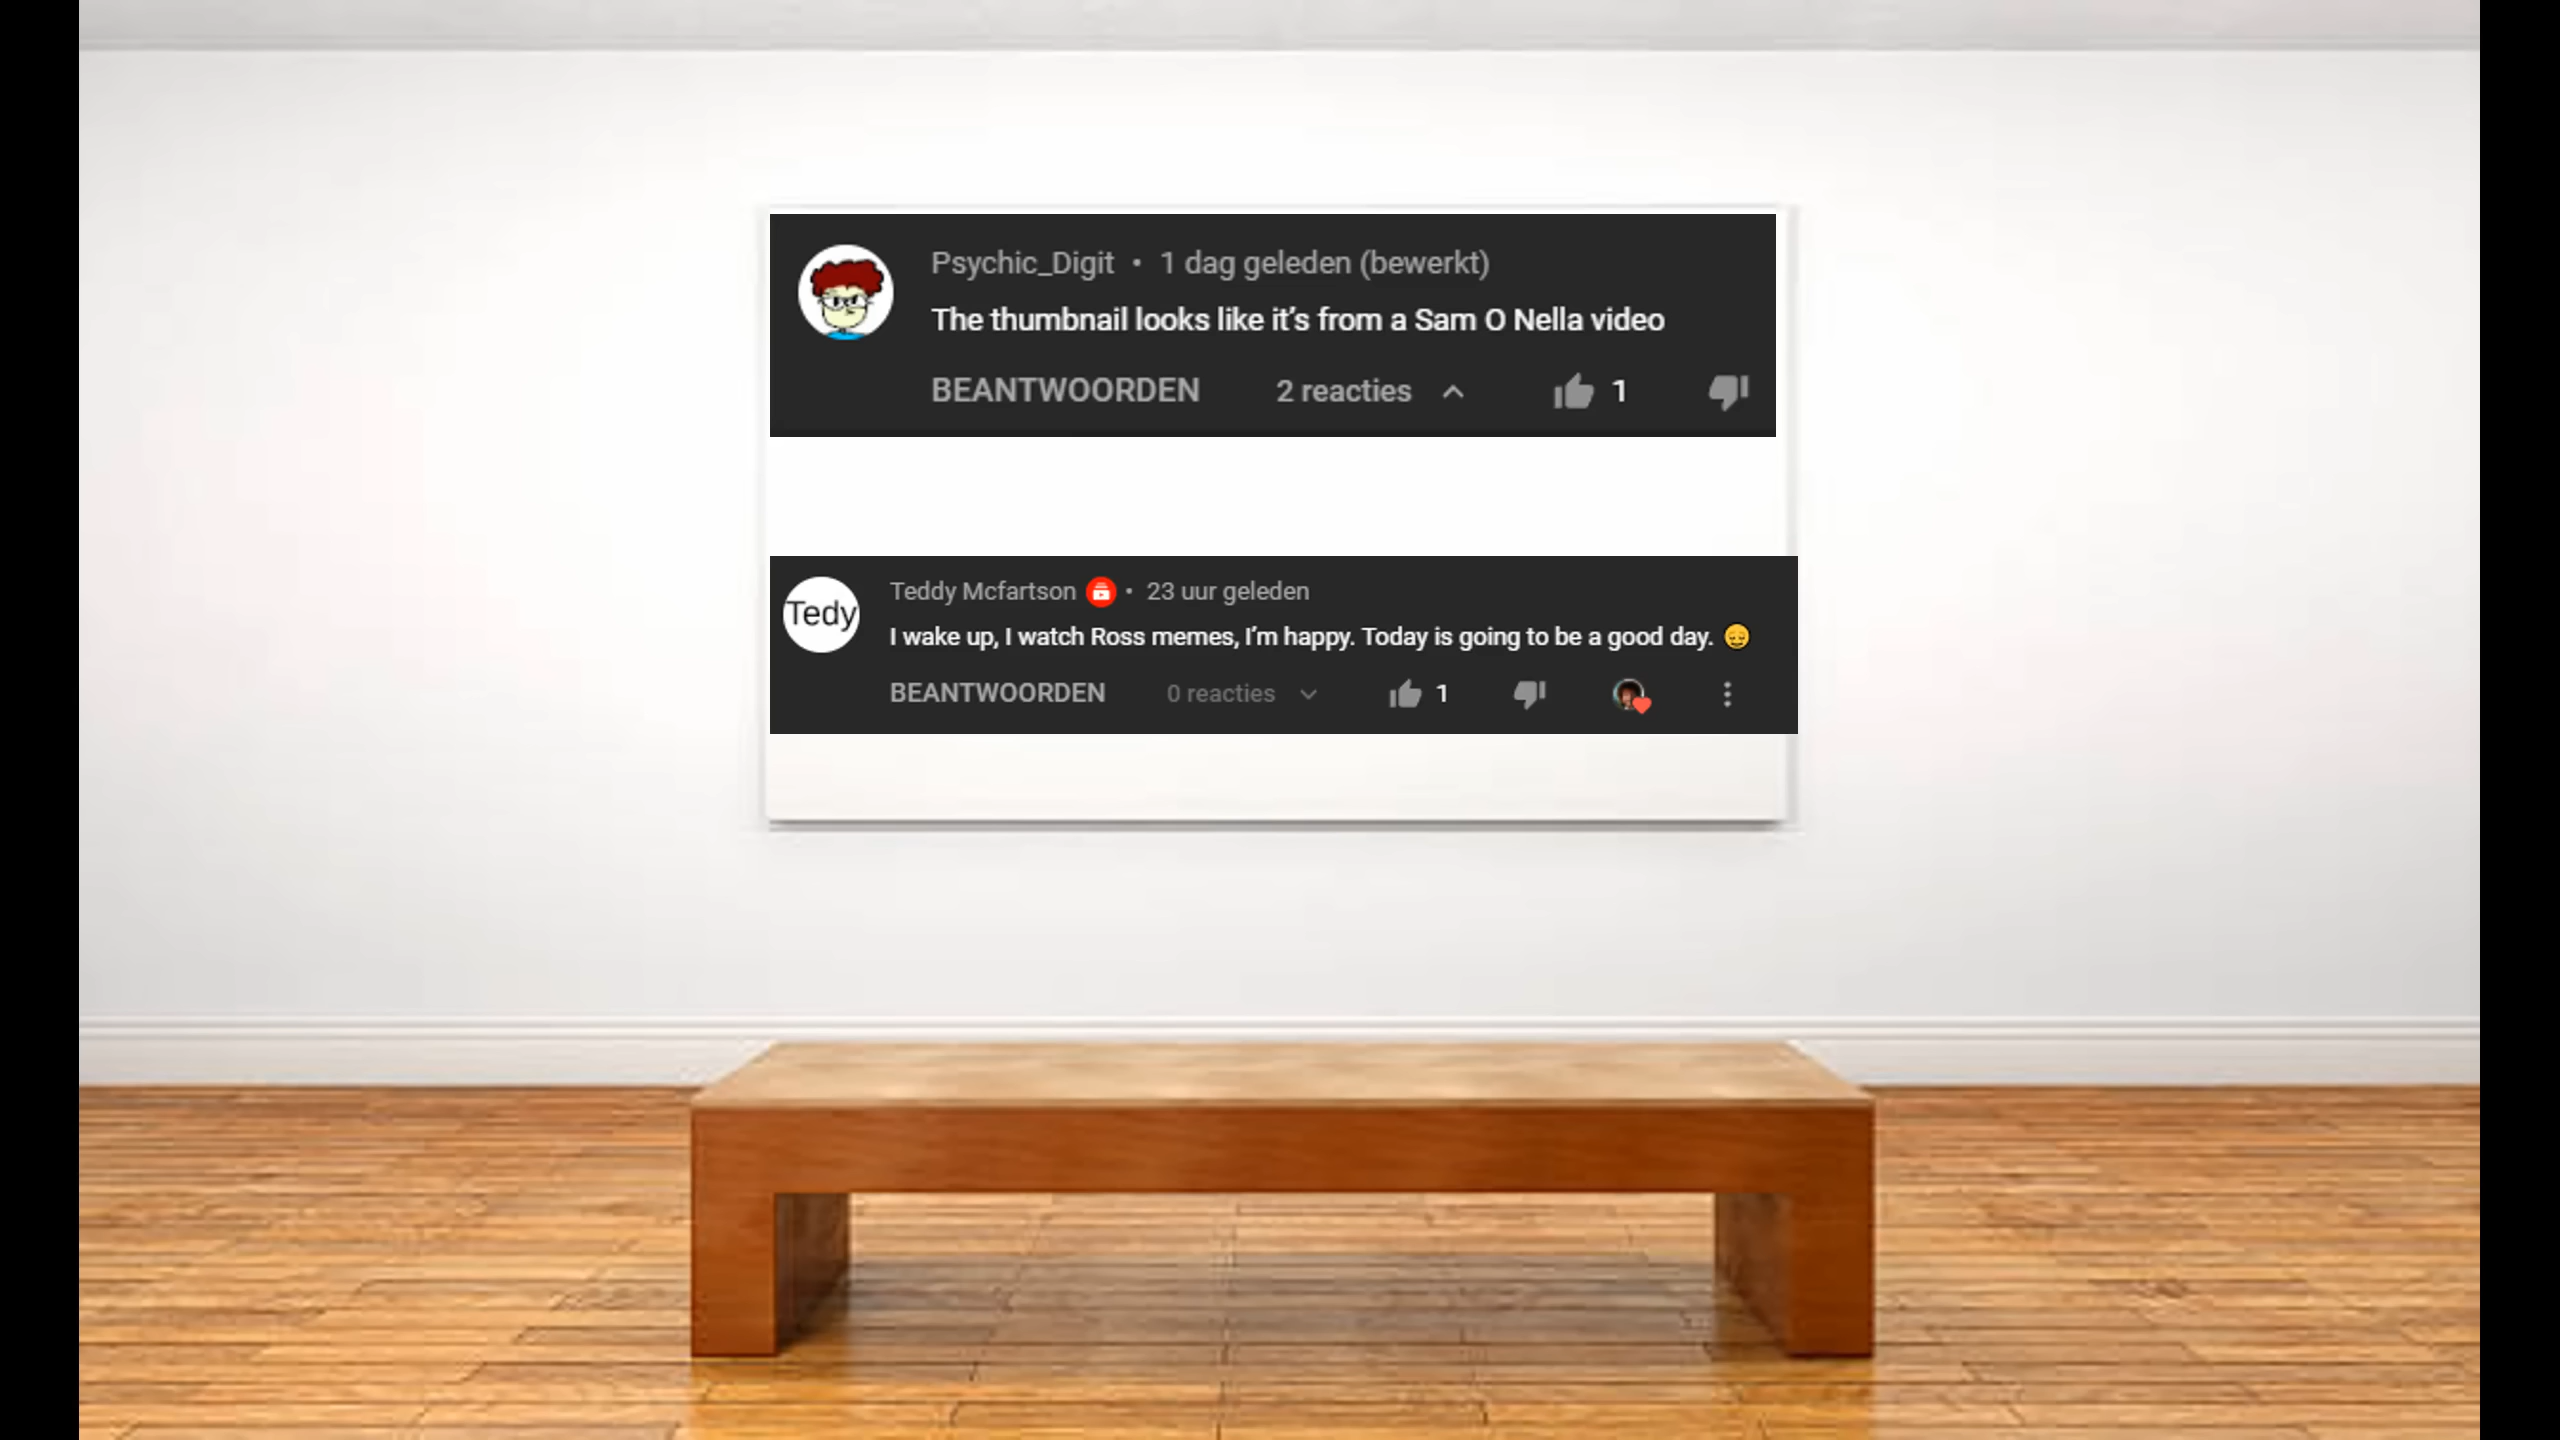 Psychic_Digit • 1 dag geleden (bewerkt)
The thumbnail looks like it's from a Sam O Nella video
BEANTWOORDEN 2 reacties 1
Tedy
Teddy Mcfartson • 23 uur geleden
I wake up, I watch Ross memes, I'm happy. Today is going to be a good day. 😌
BEANTWOORDEN 0 reacties 1